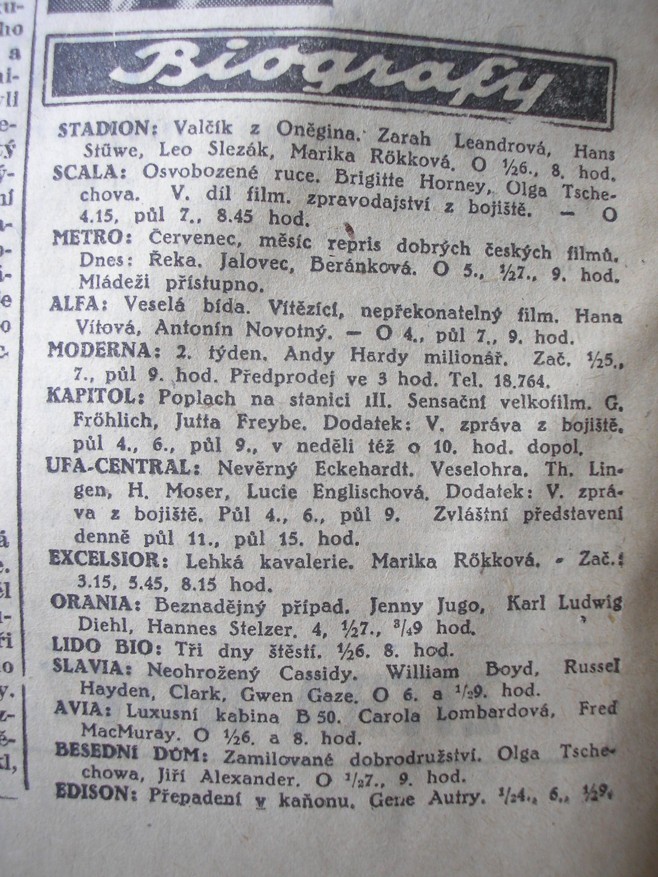 Biografy
STADION: Valčík z Oněgina. Zarah Leandrová, Hans
Stüwe, Leo Slezák, Marika Rökková. O ½6., 8. hod.
SCALA: Osvobozené ruce. Brigitte Horney, Olga Tsche-
chova. V. díl film. zpravodajství z bojiště. — O
4.15, půl 7., 8.45 hod.
METRO: Červenec, měsíc repris dobrých českých filmů.
Dnes: Řeka. Jalovec, Beránková. O 5., ½7., 9. hod.
Mládeži přístupno.
ALFA: Veselá bída. Vítězící, nepřekonatelný film. Hana
Vítová, Antonín Novotný. — O 4., půl 7., 9. hod.
MODERNA: 2. týden. Andy Hardy milionář. Zač. ½5.,
7., půl 9. hod. Předprodej ve 3 hod. Tel. 18.764.
KAPITOL: Poplach na stanici III. Sensační velkofilm. G.
Fröhlich, Jutta Freybe. Dodatek: V. zpráva z bojiště.
půl 4., 6., půl 9., v neděli též o 10. hod. dopol.
UFA-CENTRAL: Nevěrný Eckehardt. Veselohra. Th. Lin-
gen, H. Moser, Lucie Englischová. Dodatek: V. zprá-
va z bojiště. Půl 4., 6., půl 9. Zvláštní představení
denně půl 11., půl 15. hod.
EXCELSIOR: Lehká kavalerie. Marika Rökková. - Zač.:
3.15, 5.45, 8.15 hod.
ORANIA: Beznadějný případ. Jenny Jugo, Karl Ludwig
Diehl, Hannes Stelzer. 4, ½7., ¾9 hod.
LIDO BIO: Tři dny štěstí. ½6. 8. hod.
SLAVIA: Neohrožený Cassidy. William Boyd, Russel
Hayden, Clark, Gwen Gaze. O 6. a ½9. hod.
AVIA: Luxusní kabina B 50. Carola Lombardová, Fred
MacMuray. O ½6. a 8. hod.
BESEDNÍ DŮM: Zamilované dobrodružství. Olga Tsche-
chowa, Jiří Alexander. O ½7., 9. hod.
EDISON: Přepadení v kaňonu. Gene Autry. ½4., 6., ½9.